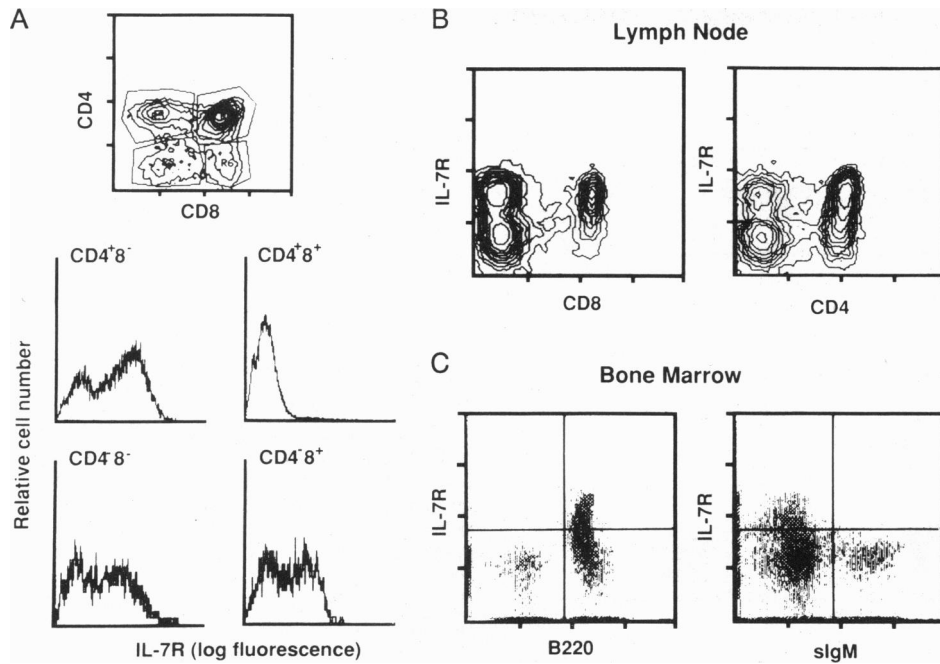 A
CD4
R6
CD8
CD4+8-
CD4+8+
CD4-8-
CD4-8+
Relative cell number
IL-7R (log fluorescence)
B
Lymph Node
IL-7R
CD8
IL-7R
CD4
C
Bone Marrow
IL-7R
B220
IL-7R
sIgM